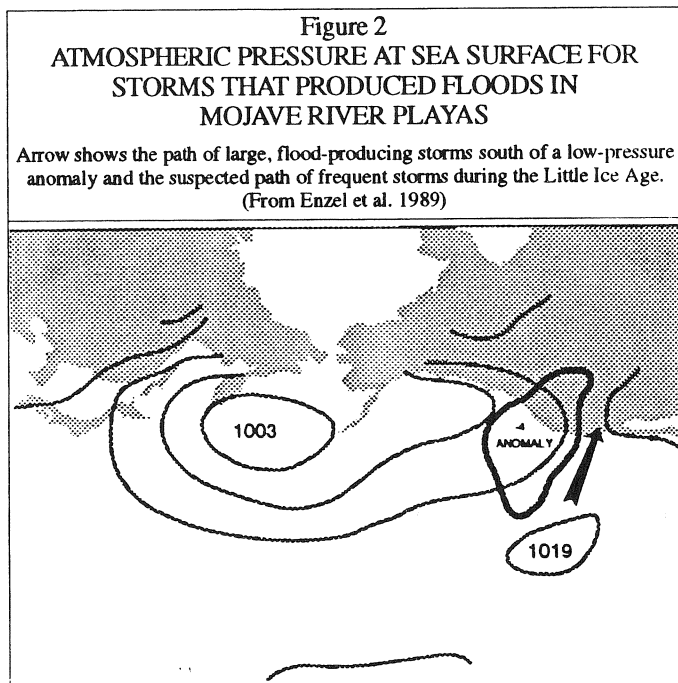 Figure 2
ATMOSPHERIC PRESSURE AT SEA SURFACE FOR
STORMS THAT PRODUCED FLOODS IN
MOJAVE RIVER PLAYAS
Arrow shows the path of large, flood-producing storms south of a low-pressure
anomaly and the suspected path of frequent storms during the Little Ice Age.
(From Enzel et al. 1989)
1003
ANOMALY
1019